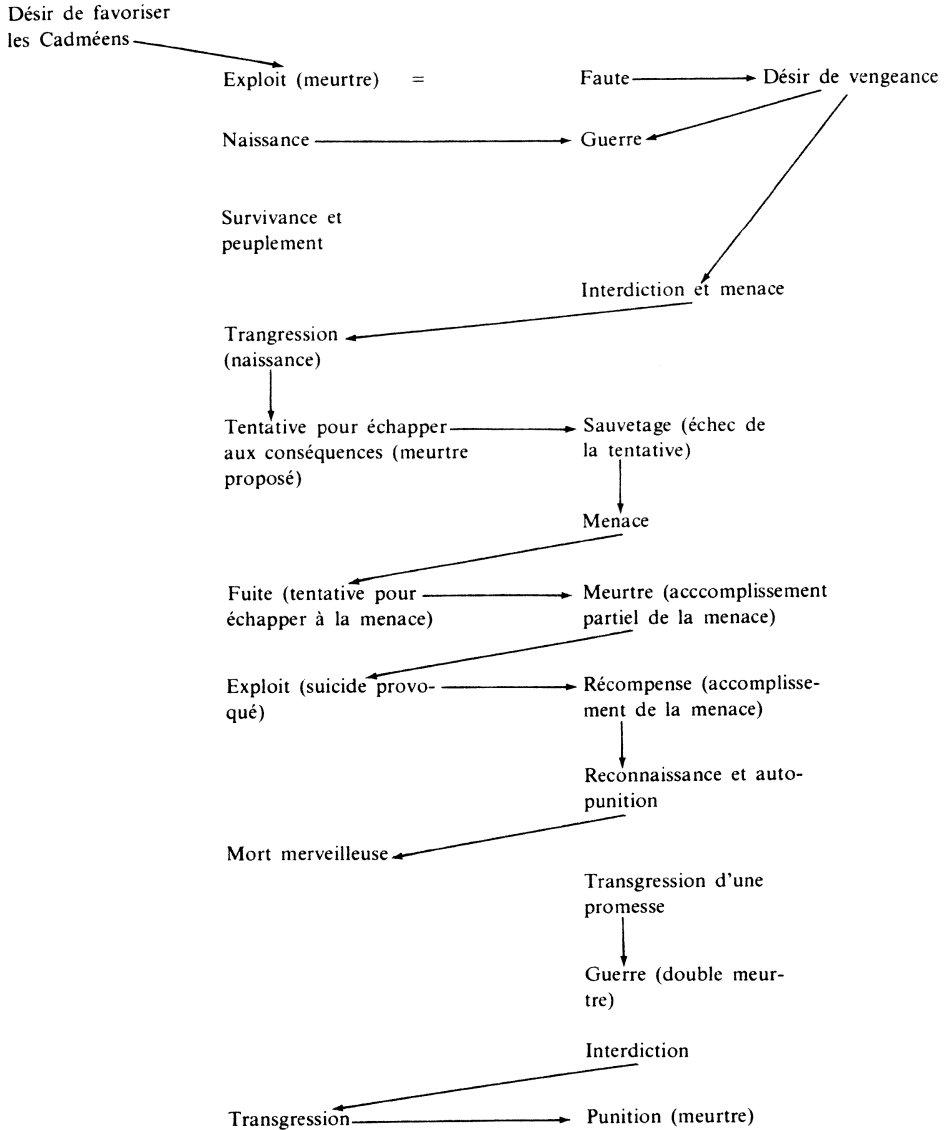 Désir de favoriser
les Cadméens
Exploit (meurtre) = Faute Désir de vengeance
Naissance Guerre
Survivance et
peuplement
Interdiction et menace
Trangression
(naissance)
Tentative pour échapper
aux conséquences (meurtre
proposé)
Sauvetage (échec de
la tentative)
Menace
Fuite (tentative pour
échapper à la menace)
Meurtre (acccomplissement
partiel de la menace)
Exploit (suicide provo-
qué)
Récompense (accomplisse-
ment de la menace)
Reconnaissance et auto-
punition
Mort merveilleuse
Transgression d'une
promesse
Guerre (double meur-
tre)
Interdiction
Transgression Punition (meurtre)